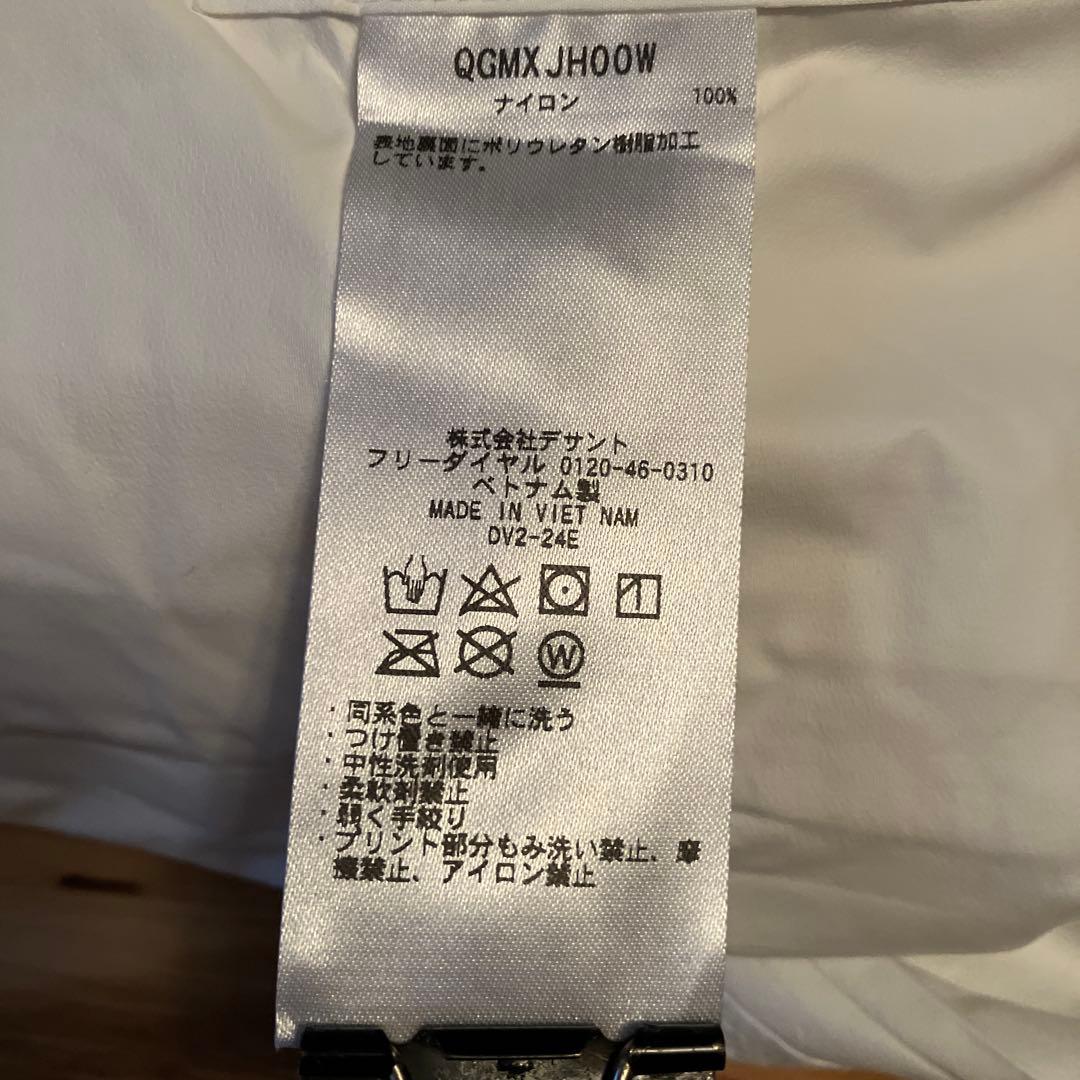 QGMXJH00W
ナイロン 100%
表地裏面にポリウレタン樹脂加工
しています。
株式会社デサント
フリーダイヤル 0120-46-0310
ベトナム製
MADE IN VIET NAM
DV2-24E
W
・同系色と一緒に洗う
・つけ置き禁止
・中性洗剤使用
・柔軟剤禁止
・軽く手絞り
・プリント部分もみ洗い禁止、摩
擦禁止、アイロン禁止